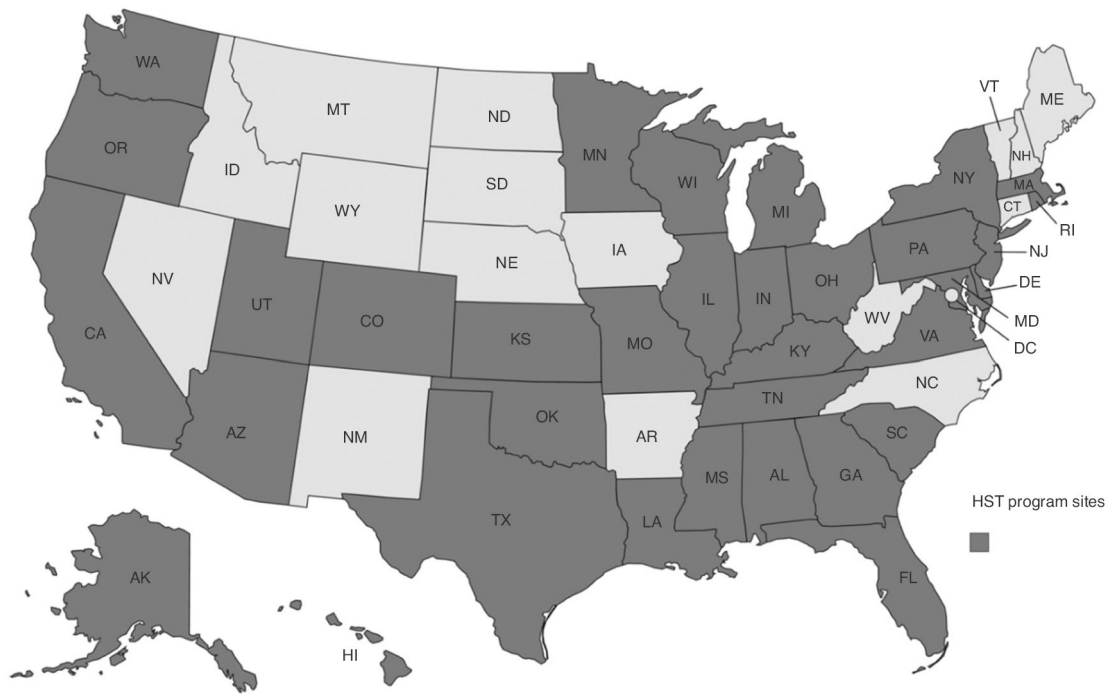 WA
MT
ND
MN
VT
ME
OR
ID
SD
WI
MI
NY
NH
MA
CT
RI
WY
NV
NE
IA
PA
NJ
UT
CO
IL
IN
OH
DE
MD
DC
CA
KS
MO
WV
VA
KY
NC
AZ
NM
OK
AR
TN
SC
MS
AL
GA
TX
LA
HST program sites
AK
FL
HI